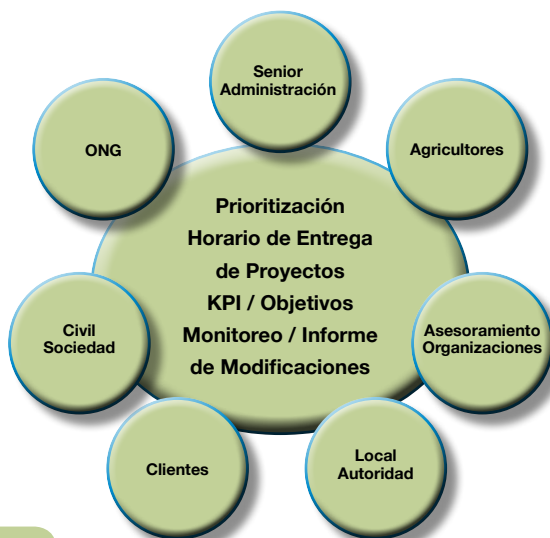 Senior
Administración
ONG
Agricultores
Prioritización
Horario de Entrega
de Proyectos
KPI / Objetivos
Monitoreo / Informe
de Modificaciones
Civil
Sociedad
Asesoramiento
Organizaciones
Clientes
Local
Autoridad